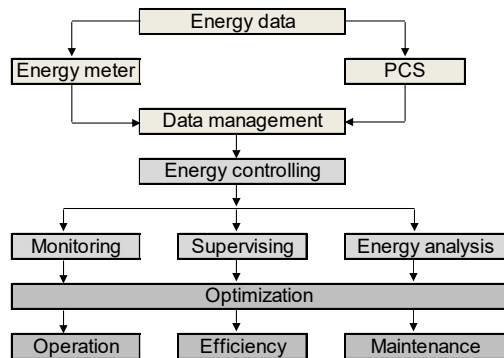 Energy data
Energy meter
PCS
Data management
Energy controlling
Monitoring
Supervising
Energy analysis
Optimization
Operation
Efficiency
Maintenance